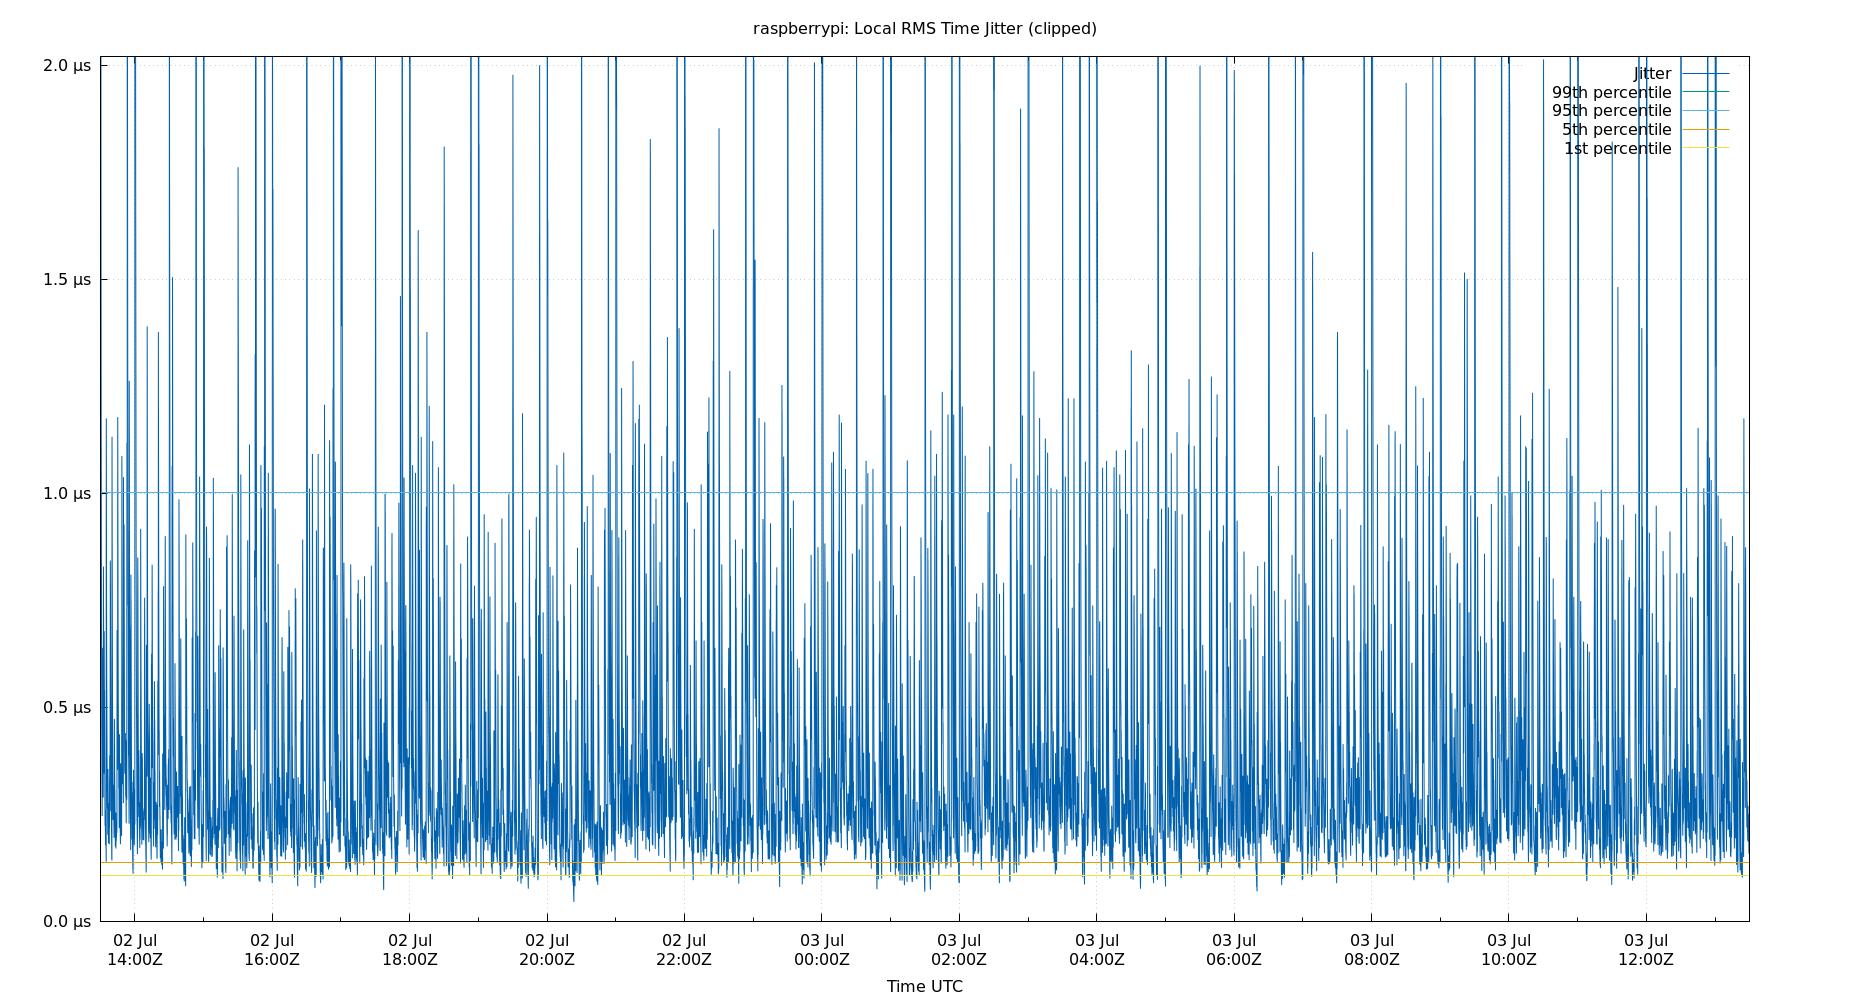 raspberrypi: Local RMS Time Jitter (clipped)
2.0 µs
1.5 µs
1.0 µs
0.5 µs
0.0 µs
Jitter
99th percentile
95th percentile
5th percentile
1st percentile
02 Jul 02 Jul 02 Jul 02 Jul 02 Jul 03 Jul 03 Jul 03 Jul 03 Jul 03 Jul 03 Jul 03 Jul
14:00Z 16:00Z 18:00Z 20:00Z 22:00Z 00:00Z 02:00Z 04:00Z 06:00Z 08:00Z 10:00Z 12:00Z
Time UTC